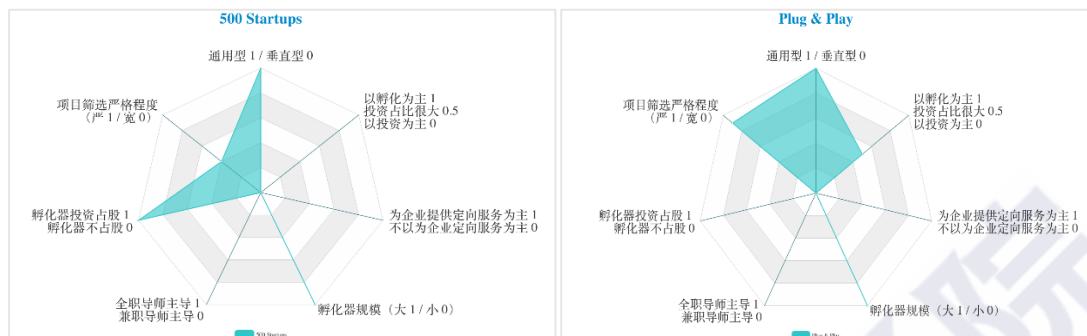 500 Startups
通用型 1 / 垂直型 0
项目筛选严格程度
（严 1 / 宽 0）
以孵化为主 1
投资占比很大 0.5
以投资为主 0
孵化器投资占股 1
孵化器不占股 0
为企业提供定向服务为主 1
不以为企业定向服务为主 0
全职导师主导 1
兼职导师主导 0
孵化器规模（大 1 / 小 0）
500 Startups
Plug & Play
通用型 1 / 垂直型 0
项目筛选严格程度
（严 1 / 宽 0）
以孵化为主 1
投资占比很大 0.5
以投资为主 0
孵化器投资占股 1
孵化器不占股 0
为企业提供定向服务为主 1
不以为企业定向服务为主 0
全职导师主导 1
兼职导师主导 0
孵化器规模（大 1 / 小 0）
Plug & Play
院